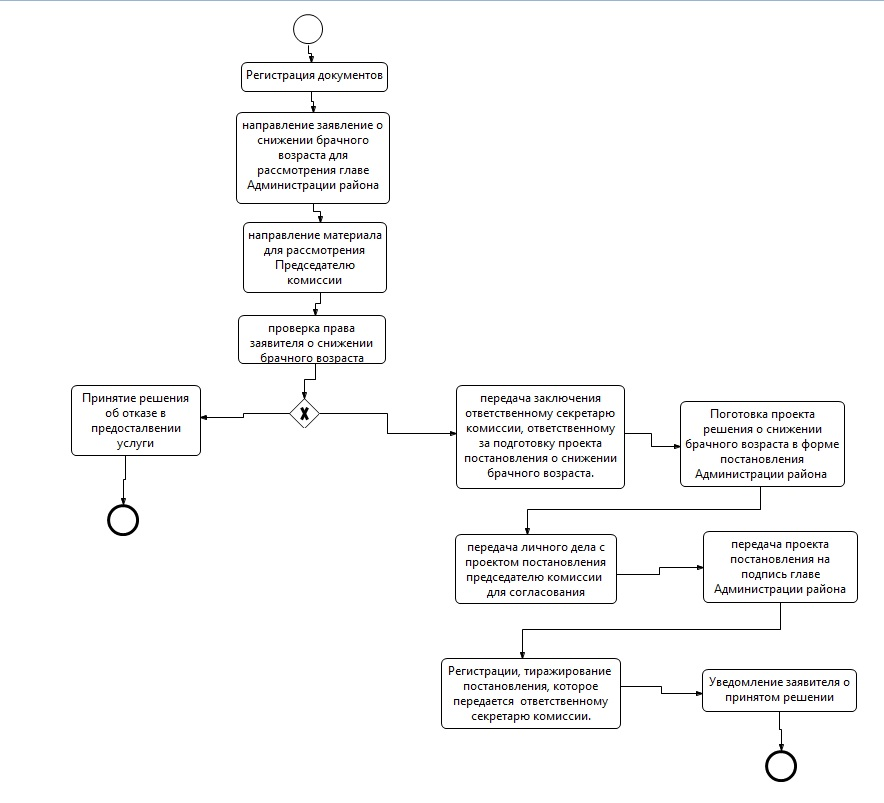 Регистрация документов
направление заявление о
снижении брачного
возраста для
рассмотрения главе
Администрации района
направление материала
для рассмотрения
Председателю
комиссии
проверка права
заявителя о снижении
брачного возраста
Принятие решения
об отказе в
предосталвении
услуги
X
передача заключения
ответственному секретарю
комиссии, ответственному
за подготовку проекта
постановления о снижении
брачного возраста.
Поготовка проекта
решения о снижении
брачного возраста в форме
постановления
Администрации района
передача личного дела с
проектом постановления
председателю комиссии
для согласования
передача проекта
постановления на
подпись главе
Администрации района
Регистрации, тиражирование
постановления, которое
передается ответственному
секретарю комиссии.
Уведомление заявителя о
принятом решении